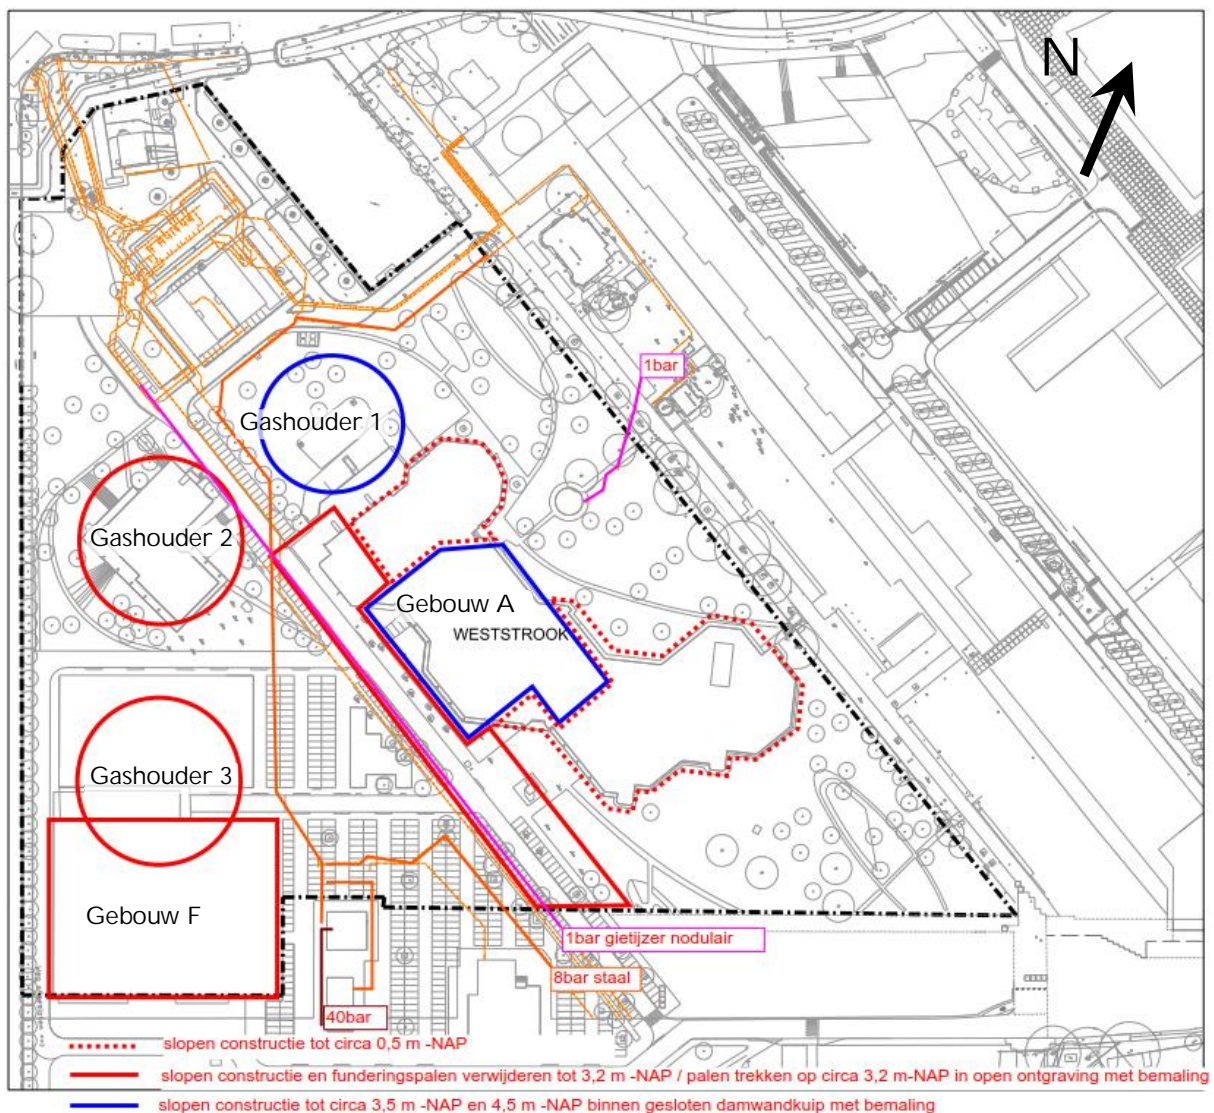 N
1bar
Gashouder 1
Gashouder 2
Gebouw A
WESTSTROOK
Gashouder 3
Gebouw F
1bar gietijzer nodulair
8bar staal
40bar
slopen constructie tot circa 0,5 m -NAP
slopen constructie en funderingspalen verwijderen tot 3,2 m -NAP / palen trekken op circa 3,2 m-NAP in open ontgraving met bemaling
slopen constructie tot circa 3,5 m -NAP en 4,5 m -NAP binnen gesloten damwandkuip met bemaling